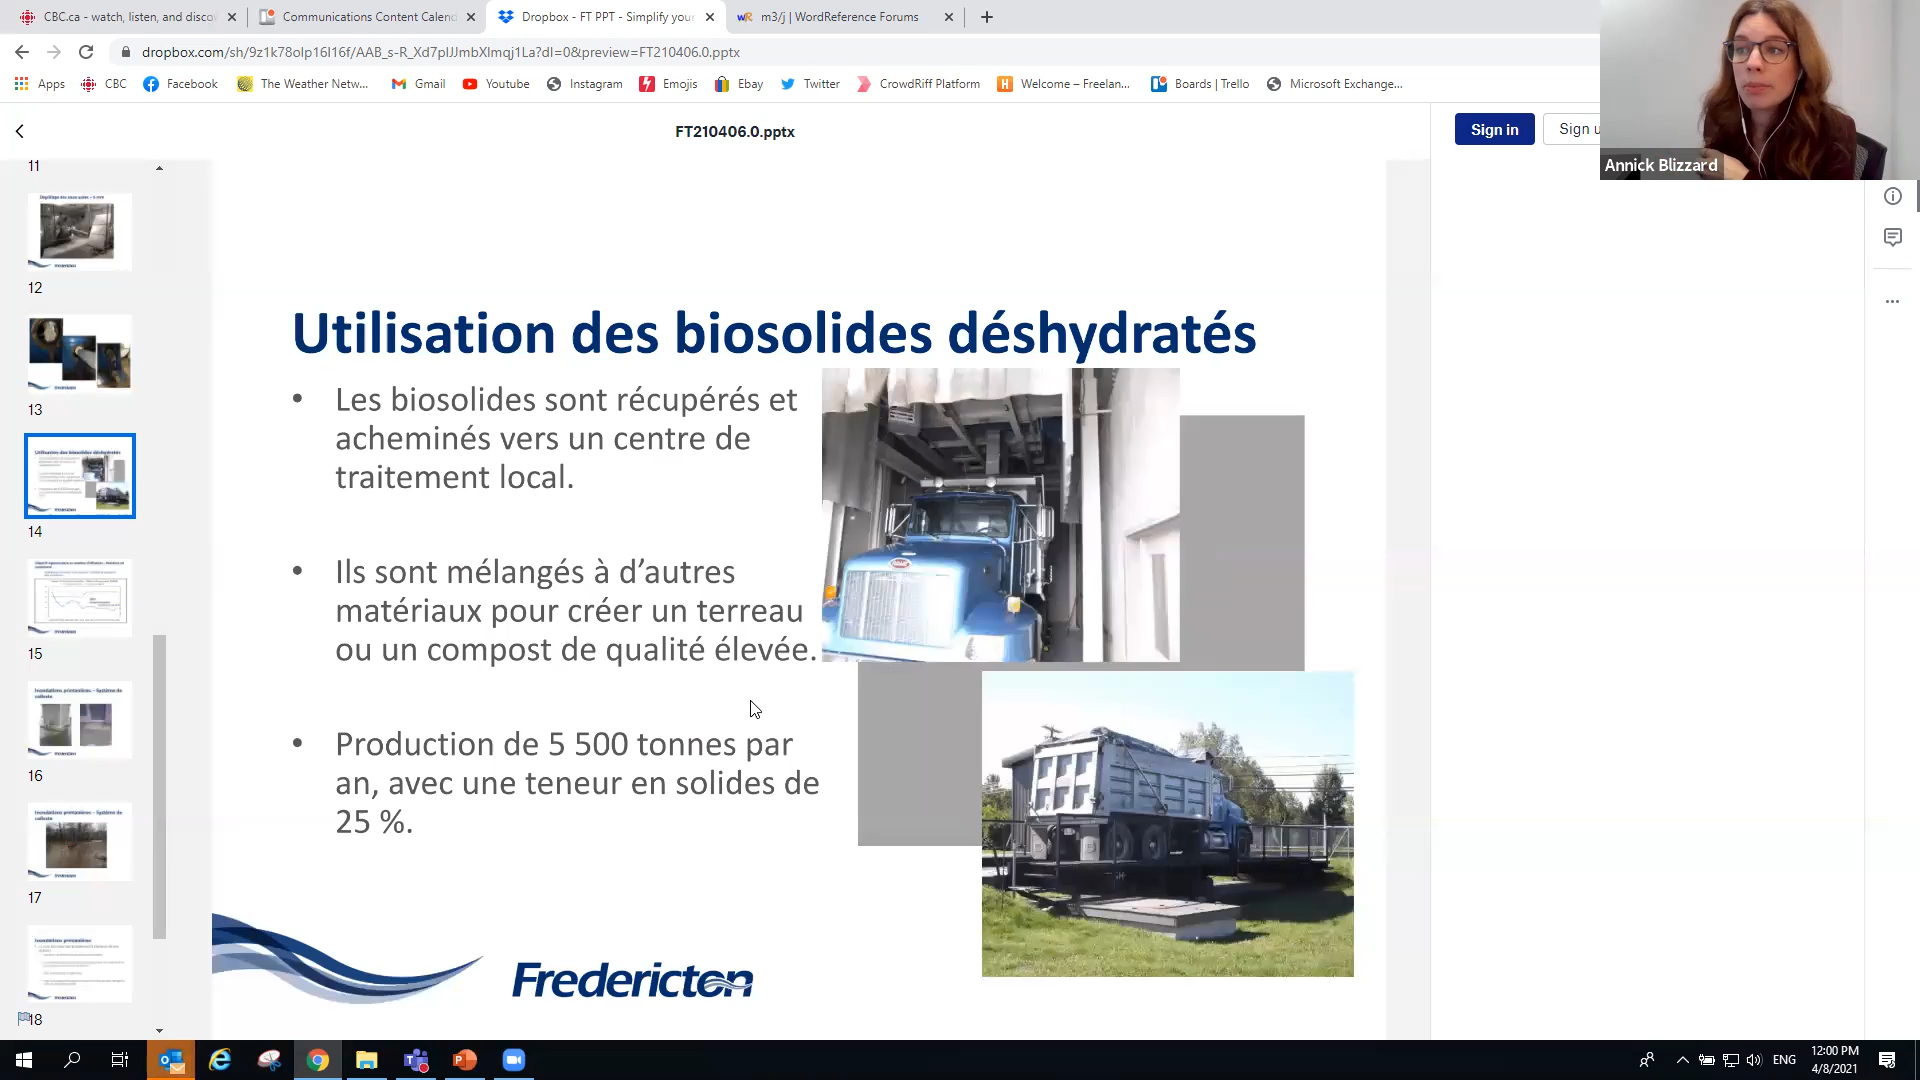 CBC.ca - watch, listen, and disco
Communications Content Calend
Dropbox - FT PPT - Simplify your
m3/j | WordReference Forums
dropbox.com/sh/9z1k78olp16l16f/AAB_s-R_Xd7pIJJmbXlmqj1La?dl=0&preview=FT210406.0.pptx
Apps CBC Facebook The Weather Netw... Gmail Youtube Instagram Emojis Ebay Twitter CrowdRiff Platform Welcome – Freelan... Boards | Trello Microsoft Exchange...
FT210406.0.pptx
Sign in
Sign u
Annick Blizzard
11
12
13
14
15
16
17
18
Utilisation des biosolides déshydratés
• Les biosolides sont récupérés et
acheminés vers un centre de
traitement local.
• Ils sont mélangés à d’autres
matériaux pour créer un terreau
ou un compost de qualité élevée.
• Production de 5 500 tonnes par
an, avec une teneur en solides de
25 %.
Fredericton
ENG
12:00 PM
4/8/2021